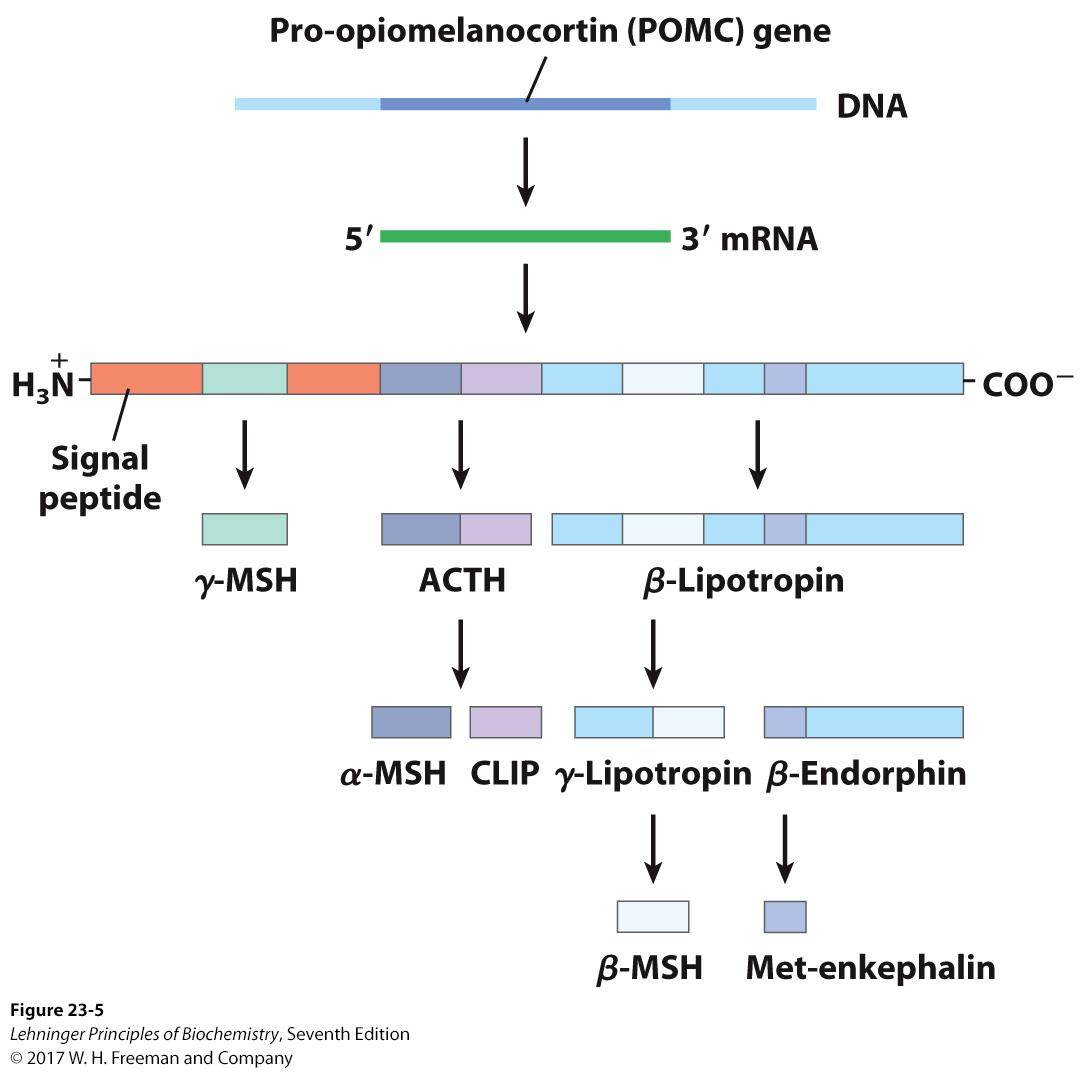 Pro-opiomelanocortin (POMC) gene
DNA
5′ 3′ mRNA
H₃N⁺ COO⁻
Signal
peptide
γ-MSH ACTH β-Lipotropin
α-MSH CLIP γ-Lipotropin β-Endorphin
β-MSH Met-enkephalin
Figure 23-5
Lehninger Principles of Biochemistry, Seventh Edition
© 2017 W. H. Freeman and Company